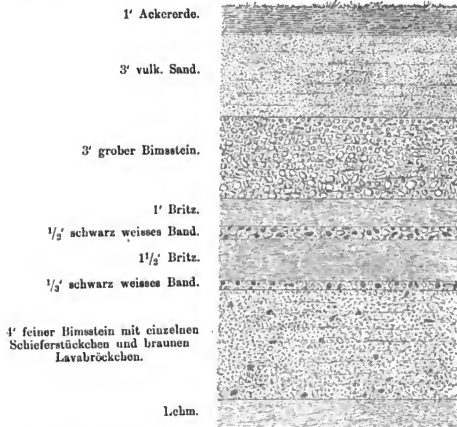 1' Ackererde.
3' vulk. Sand.
3' grober Bimsstein.
1' Britz.
1/2' schwarz weisses Band.
1 1/2' Britz.
1/3' schwarz weisses Band.
4' feiner Bimsstein mit einzelnen
Schieferstückchen und braunen
Lavabröckchen.
Lehm.